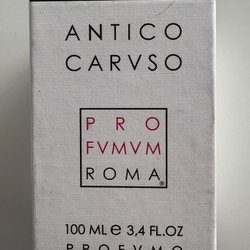 ANTICO
CARVSO
PRO
FVMVM
ROMA®
100 ML e 3,4 FL.OZ
PROFVMO